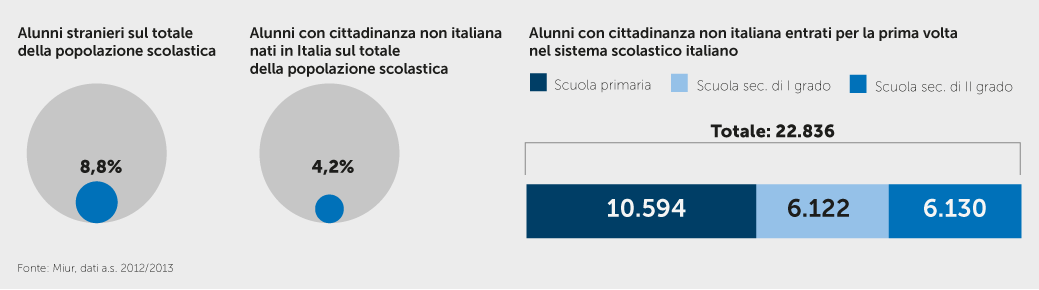 Alunni stranieri sul totale
della popolazione scolastica
8,8%
Alunni con cittadinanza non italiana
nati in Italia sul totale
della popolazione scolastica
4,2%
Alunni con cittadinanza non italiana entrati per la prima volta
nel sistema scolastico italiano
Scuola primaria
Scuola sec. di I grado
Scuola sec. di II grado
Totale: 22.836
10.594
6.122
6.130
Fonte: Miur, dati a.s. 2012/2013